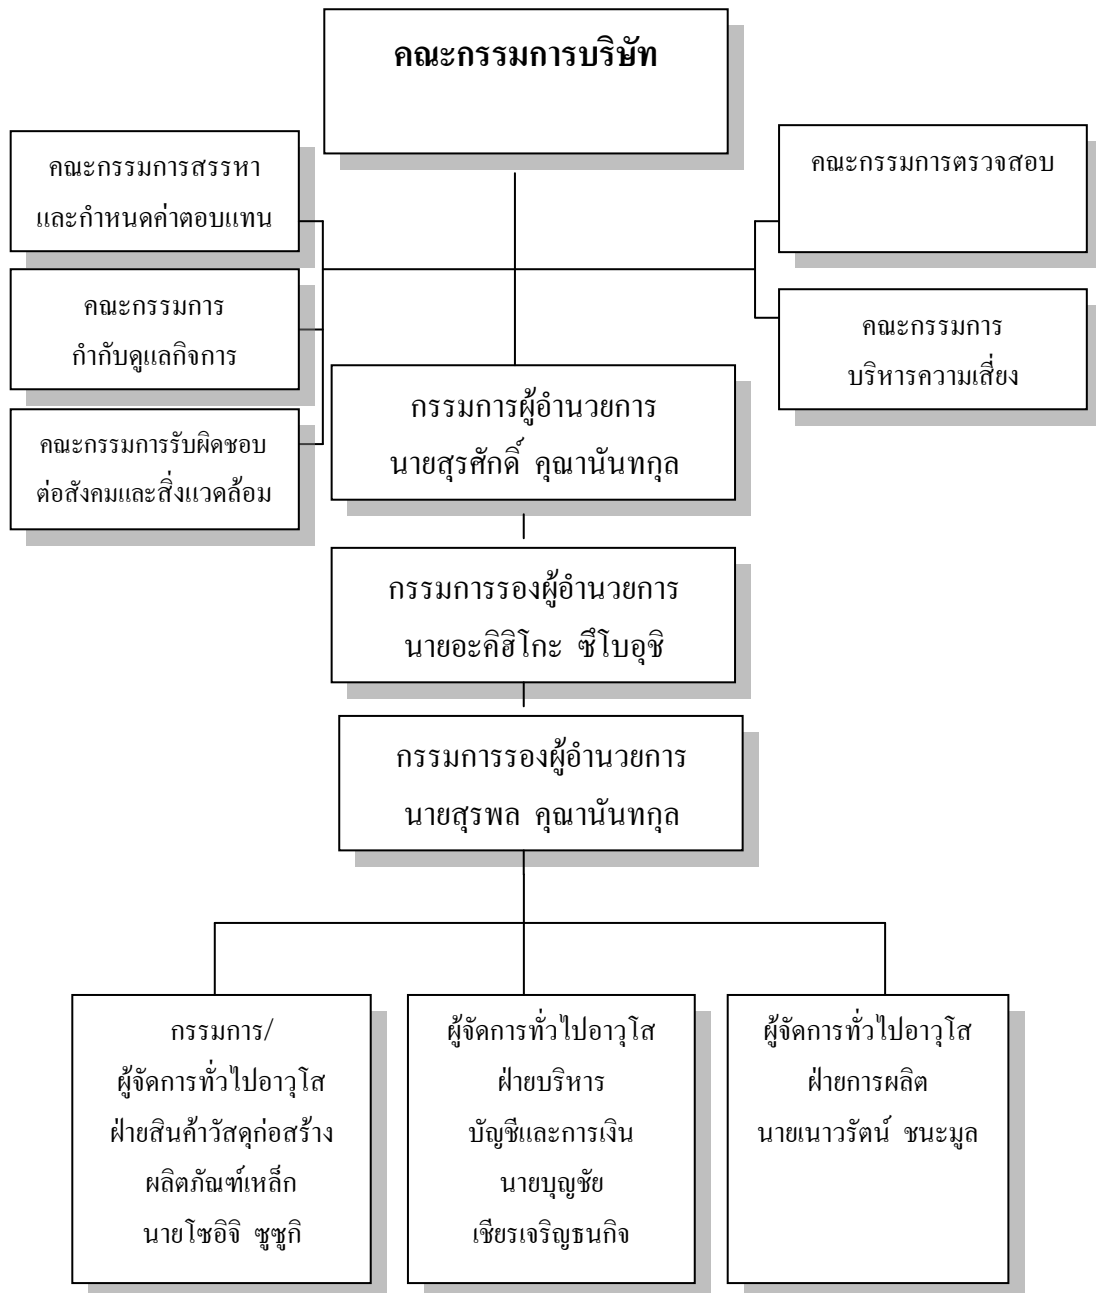 คณะกรรมการบริษัท
คณะกรรมการสรรหา
และกำหนดค่าตอบแทน
คณะกรรมการตรวจสอบ
คณะกรรมการ
กำกับดูแลกิจการ
คณะกรรมการ
บริหารความเสี่ยง
คณะกรรมการรับผิดชอบ
ต่อสังคมและสิ่งแวดล้อม
กรรมการผู้อำนวยการ
นายสุรศักดิ์ คุณานันทกุล
กรรมการรองผู้อำนวยการ
นายอะคิฮิโกะ ซึโบอุชิ
กรรมการรองผู้อำนวยการ
นายสุรพล คุณานันทกุล
กรรมการ/
ผู้จัดการทั่วไปอาวุโส
ฝ่ายสินค้าวัสดุก่อสร้าง
ผลิตภัณฑ์เหล็ก
นายโซอิจิ ซูซูกิ
ผู้จัดการทั่วไปอาวุโส
ฝ่ายบริหาร
บัญชีและการเงิน
นายบุญชัย
เชียรเจริญธนกิจ
ผู้จัดการทั่วไปอาวุโส
ฝ่ายการผลิต
นายเนาวรัตน์ ชนะมูล